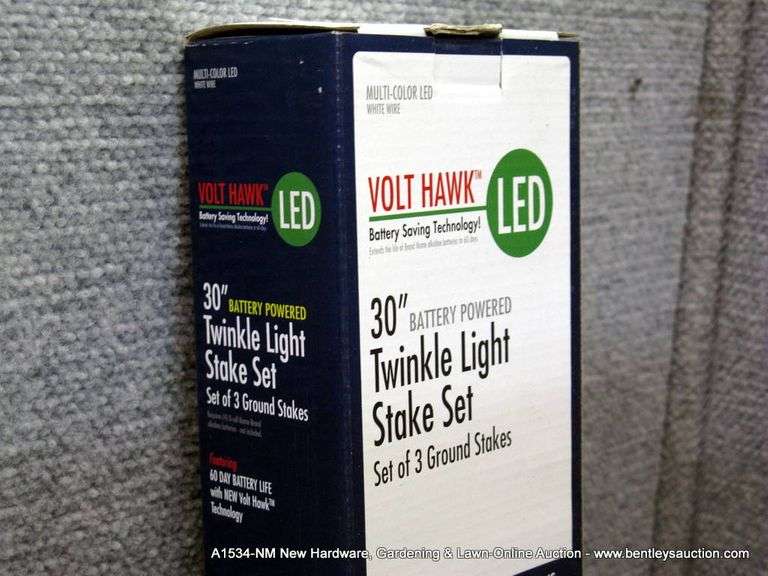 MULTI-COLOR LED
WHITE WIRE
VOLT HAWK™
LED
Battery Saving Technology!
30" BATTERY POWERED
Twinkle Light
Stake Set
Set of 3 Ground Stakes
Featuring
60 DAY BATTERY LIFE
with NEW Volt Hawk™
Technology
MULTI-COLOR LED
WHITE WIRE
VOLT HAWK™
LED
Battery Saving Technology!
30" BATTERY POWERED
Twinkle Light
Stake Set
Set of 3 Ground Stakes
A1534-NM New Hardware, Gardening & Lawn-Online Auction - www.bentleysauction.com